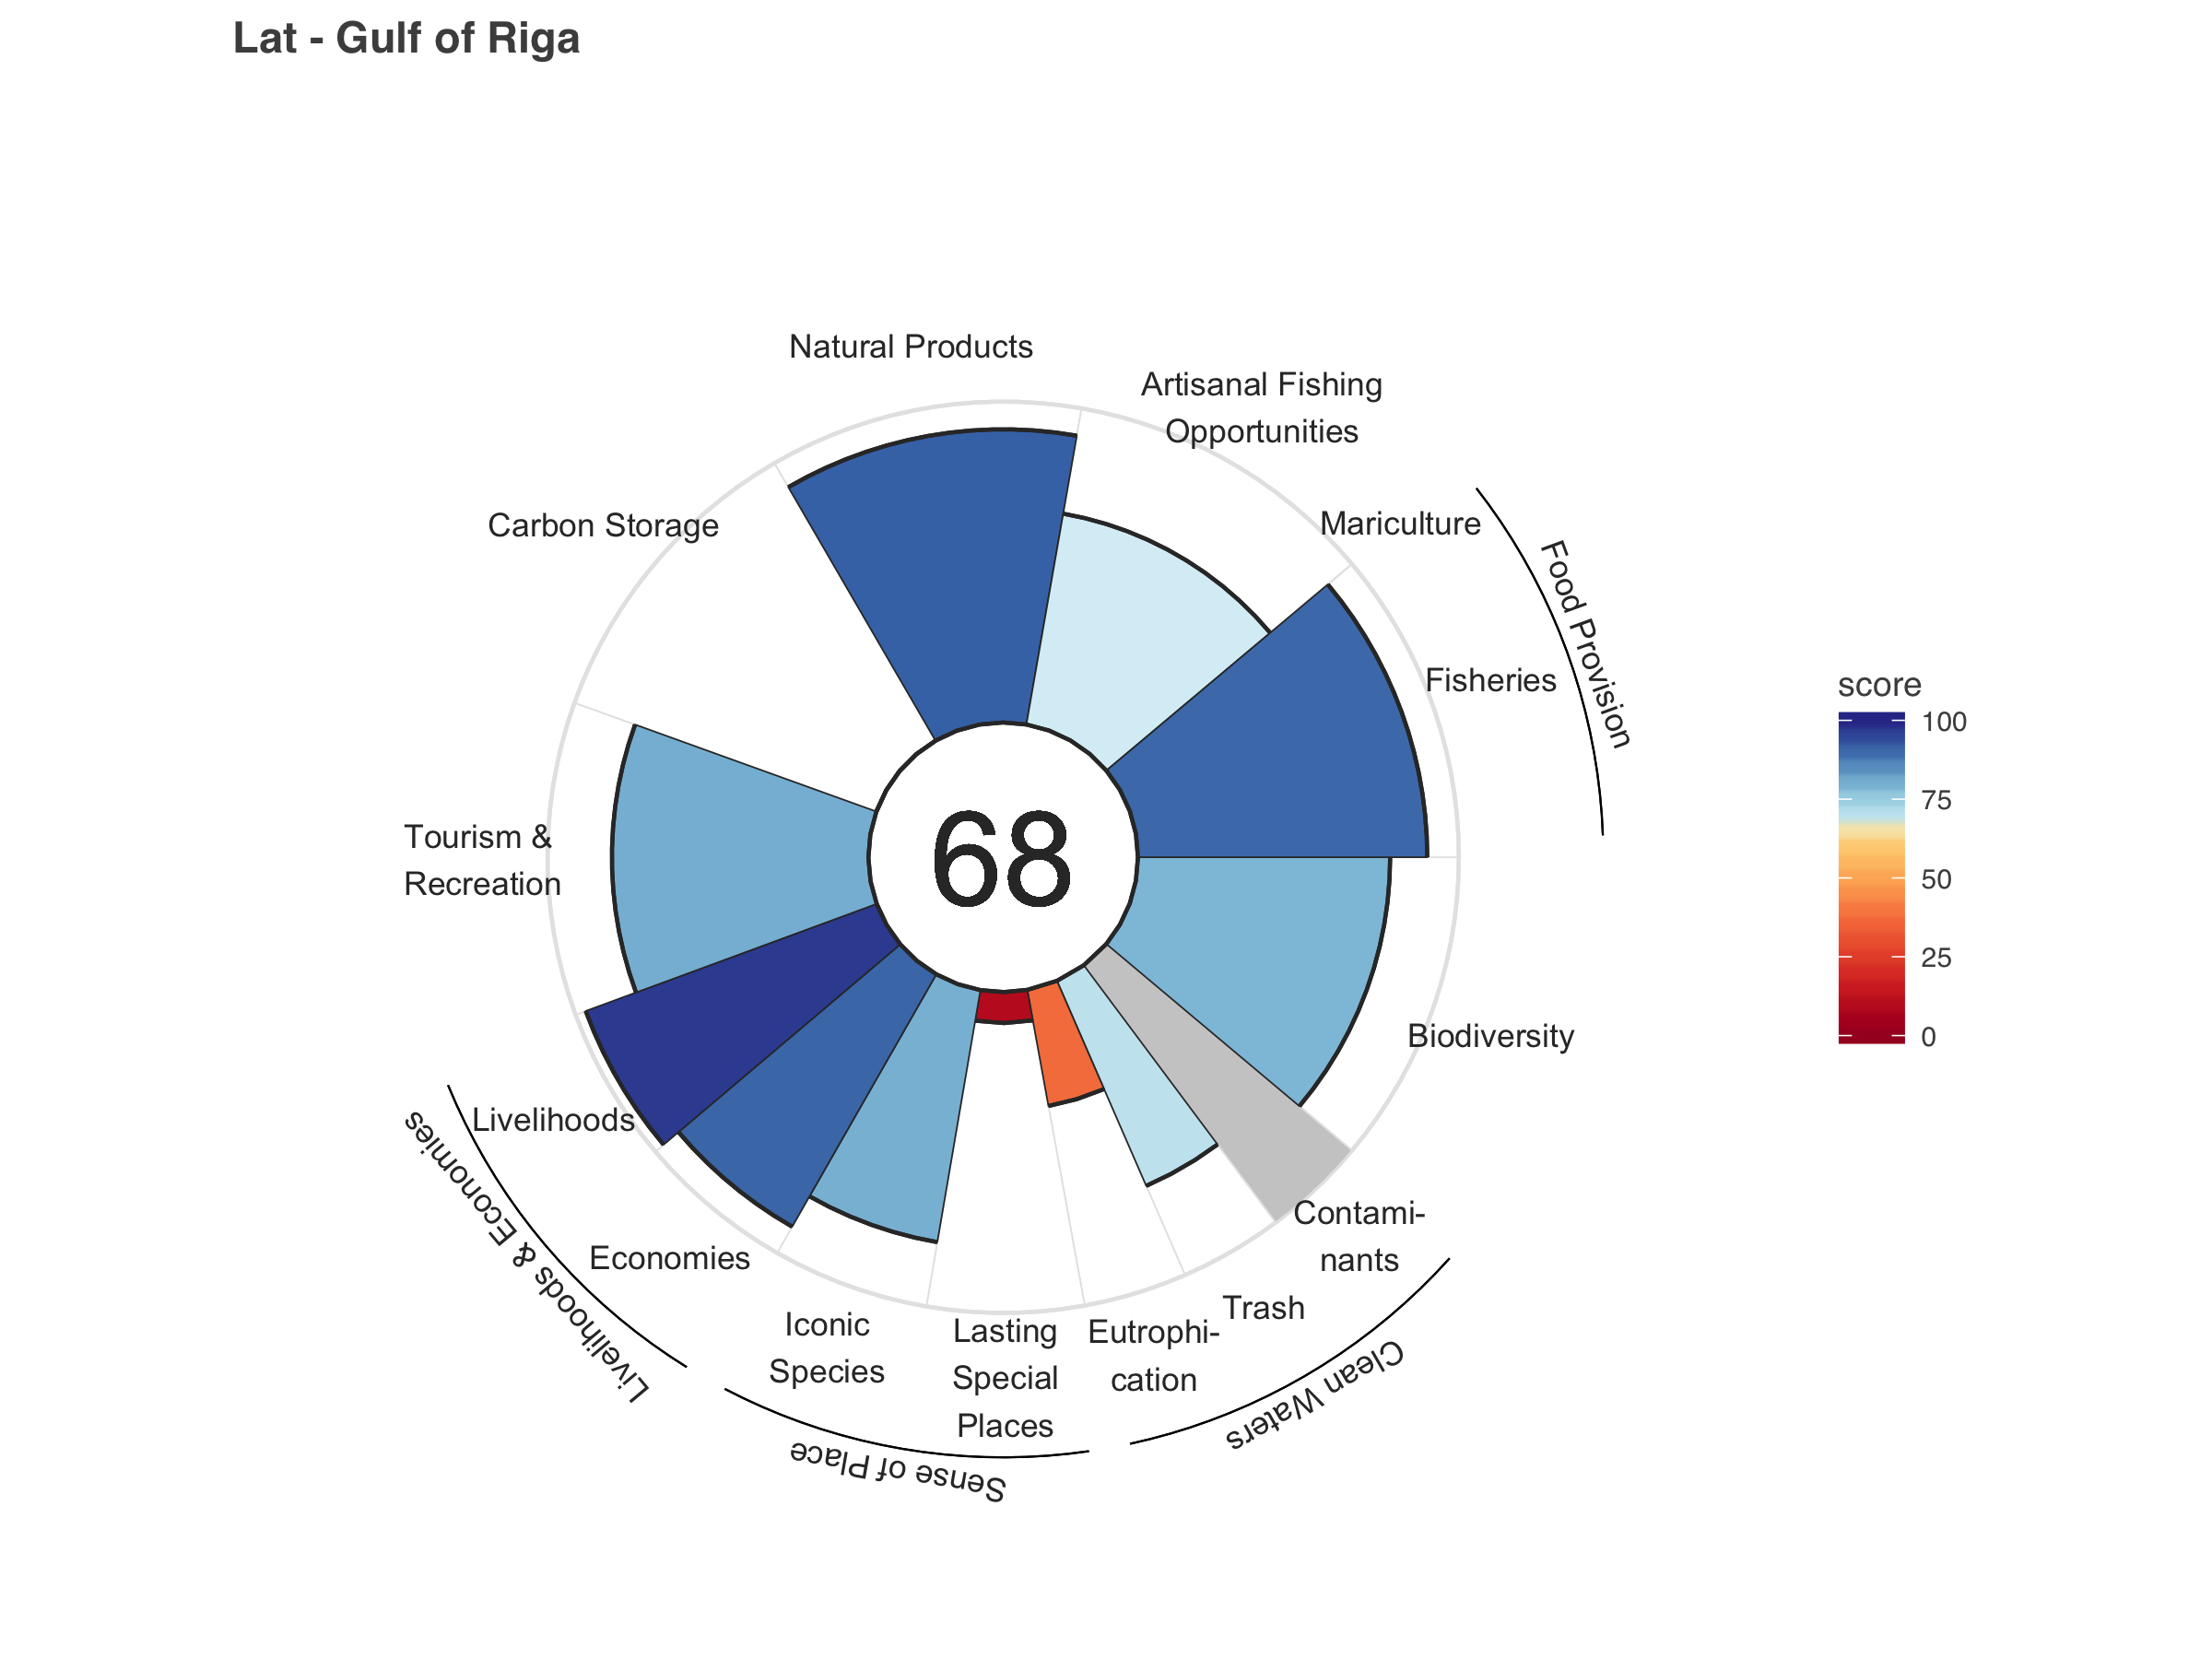 Lat - Gulf of Riga
Natural Products
Artisanal Fishing
Opportunities
Carbon Storage
Mariculture
Food Provision
Fisheries
score
100
75
50
25
0
68
Tourism &
Recreation
Biodiversity
Livelihoods
Livelihoods & Economies
Economies
Contami-
nants
Trash
Iconic
Species
Lasting
Special
Places
Eutrophi-
cation
Clean Waters
Sense of Place